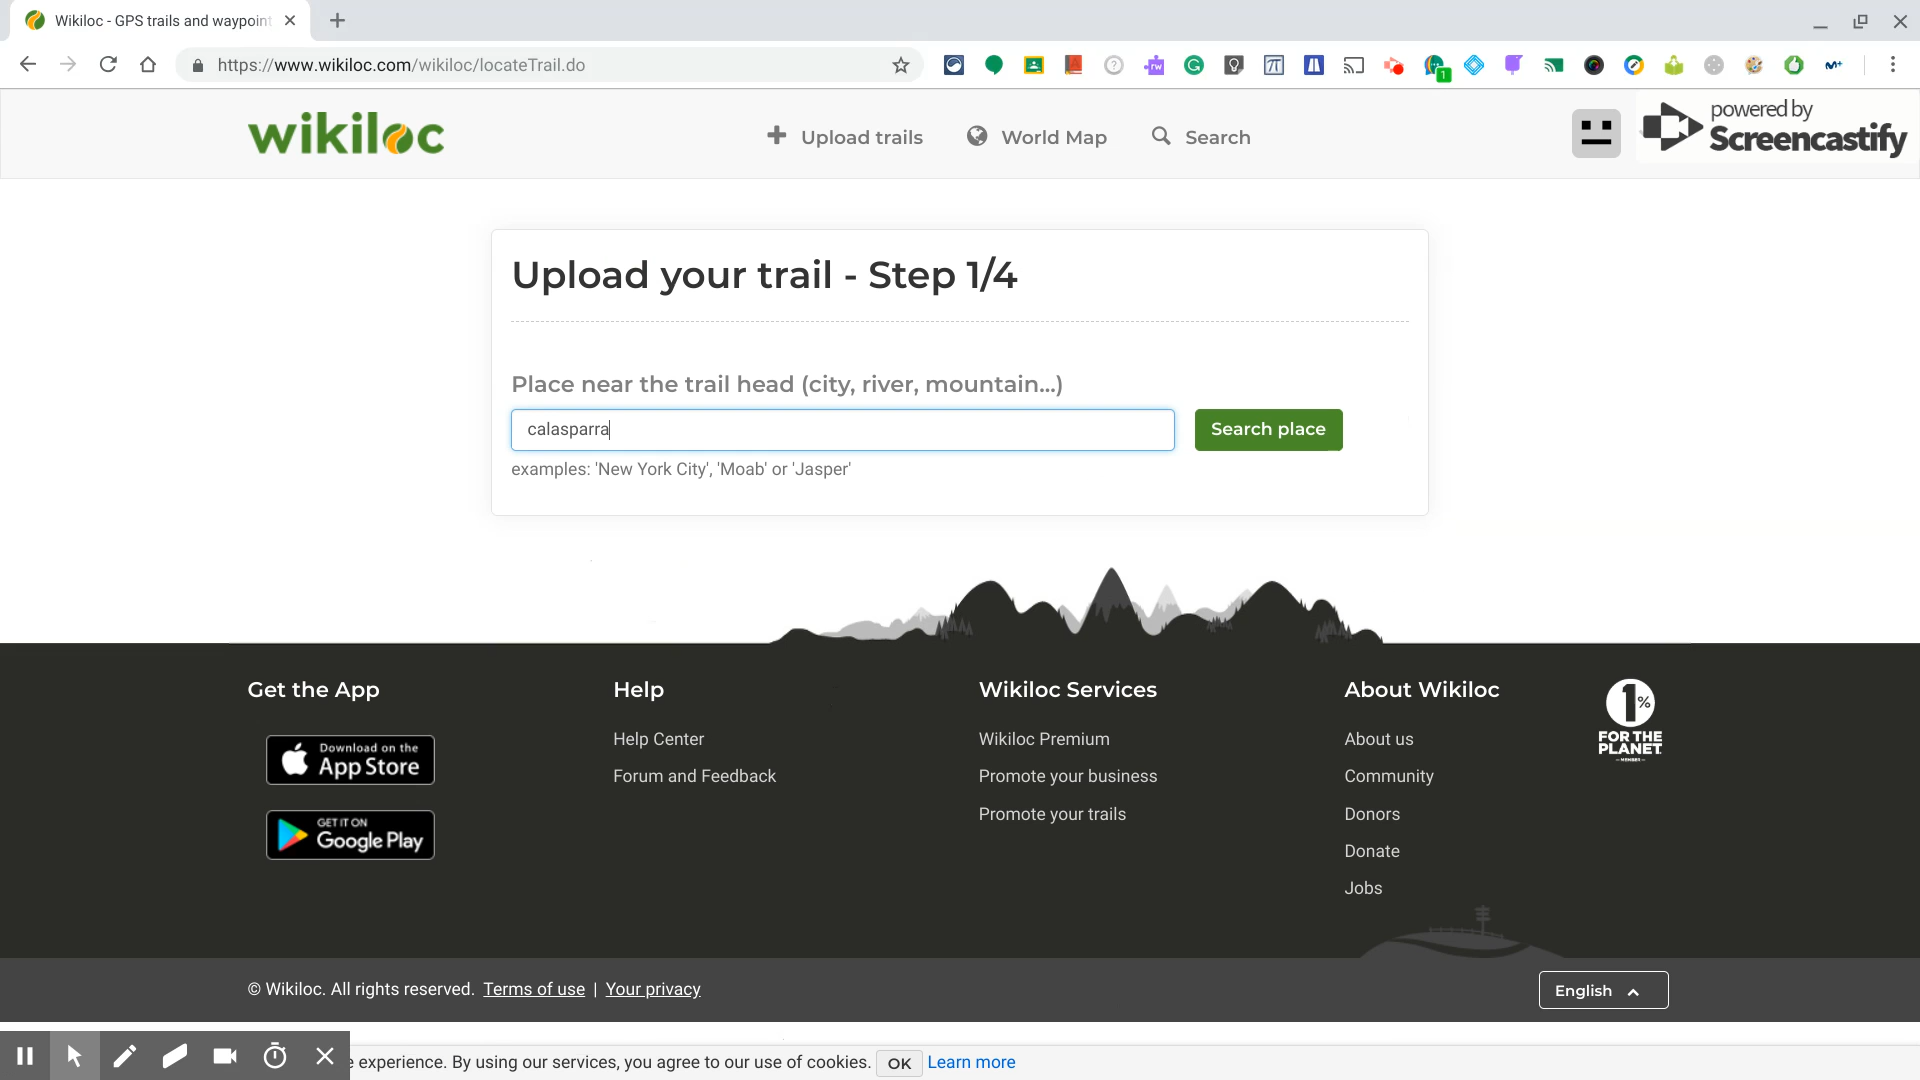 Wikiloc - GPS trails and waypoint
https://www.wikiloc.com/wikiloc/locateTrail.do
wikiloc
Upload trails
World Map
Search
powered by
Screencastify
Upload your trail - Step 1/4
Place near the trail head (city, river, mountain...)
calasparra
Search place
examples: 'New York City', 'Moab' or 'Jasper'
Get the App
Help
Wikiloc Services
About Wikiloc
1%
FOR THE
PLANET
MEMBER
Download on the
App Store
GET IT ON
Google Play
Help Center
Forum and Feedback
Wikiloc Premium
Promote your business
Promote your trails
About us
Community
Donors
Donate
Jobs
© Wikiloc. All rights reserved. Terms of use | Your privacy
English
e experience. By using our services, you agree to our use of cookies. OK Learn more